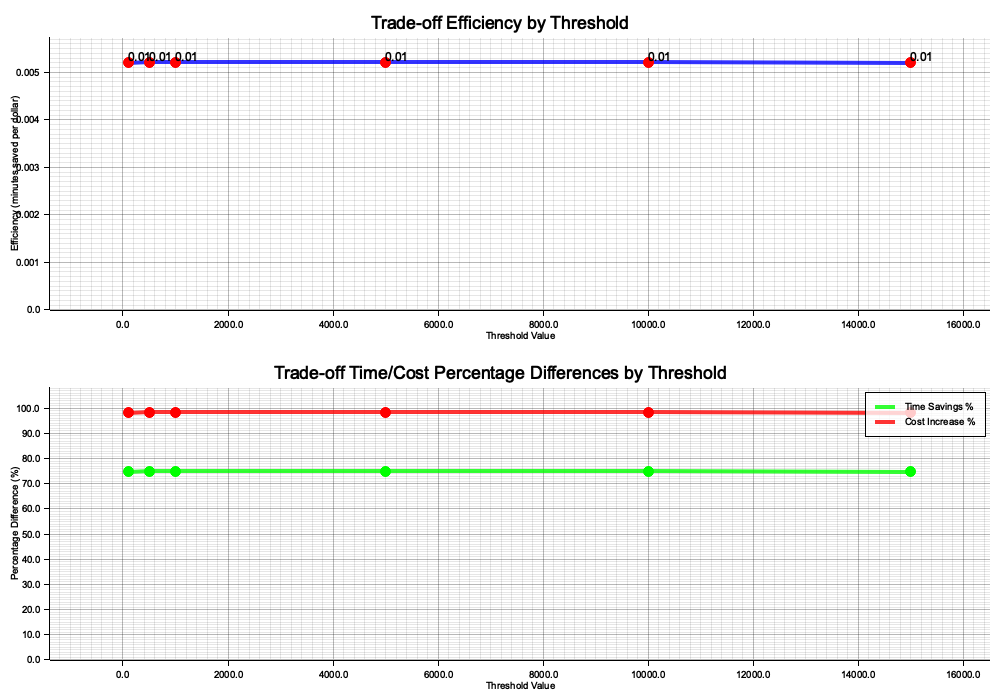 Trade-off Efficiency by Threshold
0.01 0.01 0.01 0.01 0.01 0.01
0.005
0.004
0.003
0.002
0.001
0.0
Efficiency (minutes saved per dollar)
0.0 2000.0 4000.0 6000.0 8000.0 10000.0 12000.0 14000.0 16000.0
Threshold Value
Trade-off Time/Cost Percentage Differences by Threshold
Time Savings %
Cost Increase %
100.0
90.0
80.0
70.0
60.0
50.0
40.0
30.0
20.0
10.0
0.0
Percentage Difference (%)
0.0 2000.0 4000.0 6000.0 8000.0 10000.0 12000.0 14000.0 16000.0
Threshold Value